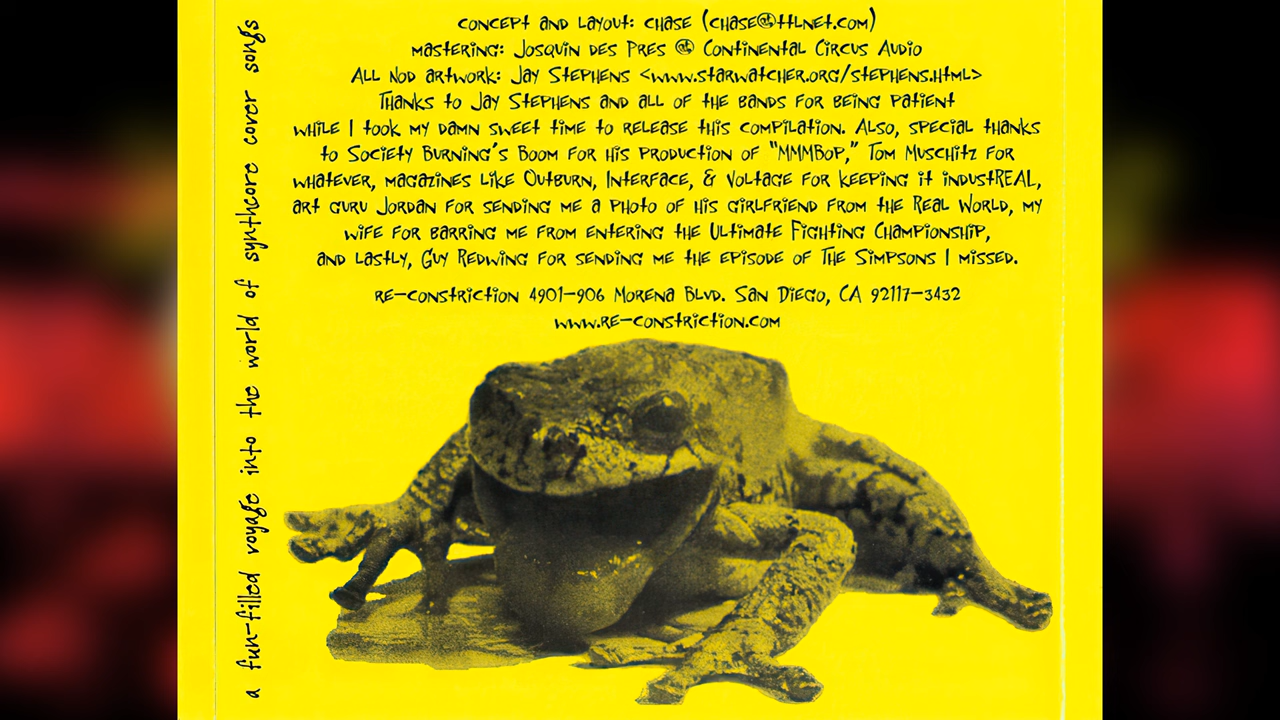 concept and layout: chase (chase@ttlnet.com)
mastering: Josquin des Pres @ Continental Circus Audio
All Nod artwork: Jay Stephens <www.starwatcher.org/stephens.html>
Thanks to Jay Stephens and all of the bands for being patient
while I took my damn sweet time to release this compilation. Also, special thanks
to Society Burning's Boom for his production of "MMMBop," Tom Muschitz for
whatever, magazines like Outburn, Interface, & Voltage for keeping it industREAL,
art guru Jordan for sending me a photo of his girlfriend from the Real World, my
wife for barring me from entering the Ultimate Fighting Championship,
and lastly, Guy Redwing for sending me the episode of The Simpsons I missed.
Re-Constriction 4901-906 Morena Blvd. San Diego, CA 92117-3432
www.re-constriction.com
a fun-filled voyage into the world of synthcore cover songs